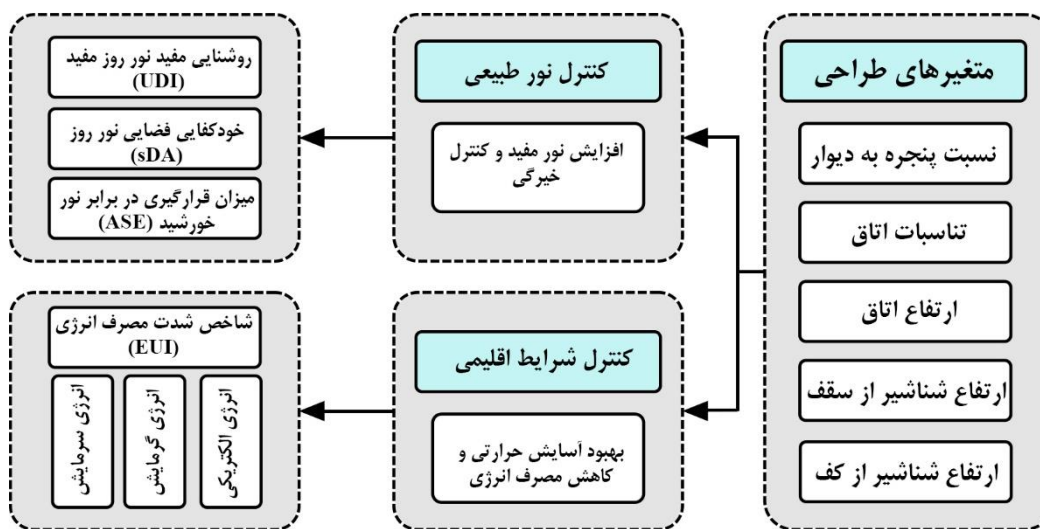 متغیرهای طراحی
نسبت پنجره به دیوار
تناسبات اتاق
ارتفاع اتاق
ارتفاع شناشیر از سقف
ارتفاع شناشیر از کف
کنترل نور طبیعی
افزایش نور مفید و کنترل
خیرگی
کنترل شرایط اقلیمی
بهبود آسایش حرارتی و
کاهش مصرف انرژی
روشنایی مفید نور روز مفید
(UDI)
خودکفایی فضایی نور روز
(sDA)
میزان قرارگیری در برابر نور
خورشید (ASE)
شاخص شدت مصرف انرژی
(EUI)
انرژی الکتریکی
انرژی گرمایش
انرژی سرمایش